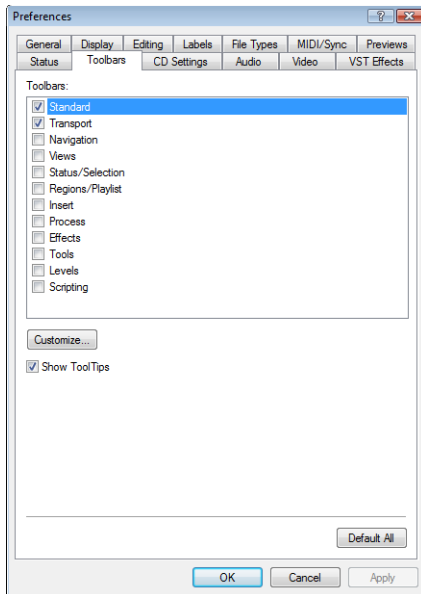 Preferences
General Display Editing Labels File Types MIDI/Sync Previews
Status Toolbars CD Settings Audio Video VST Effects
Toolbars:
Standard
Transport
Navigation
Views
Status/Selection
Regions/Playlist
Insert
Process
Effects
Tools
Levels
Scripting
Customize...
Show ToolTips
Default All
OK Cancel Apply